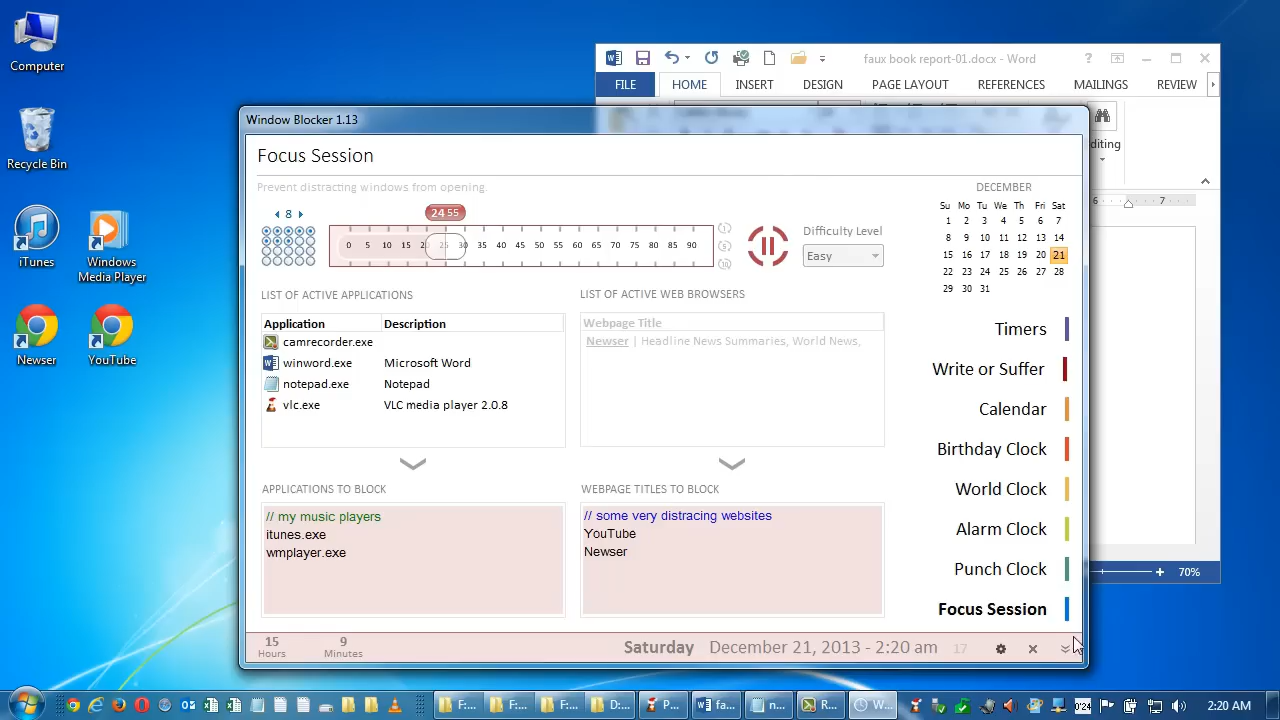 Computer
Recycle Bin
iTunes
Windows
Media Player
Newser
YouTube
faux book report-01.docx - Word
?
FILE
HOME
INSERT
DESIGN
PAGE LAYOUT
REFERENCES
MAILINGS
REVIEW
diting
6
7
70%
Window Blocker 1.13
Focus Session
Prevent distracting windows from opening.
8
24 55
0 5 10 15 20 25 30 35 40 45 50 55 60 65 70 75 80 85 90
Difficulty Level
Easy
DECEMBER
Su Mo Tu We Th Fri Sat
1 2 3 4 5 6 7
8 9 10 11 12 13 14
15 16 17 18 19 20 21
22 23 24 25 26 27 28
29 30 31
LIST OF ACTIVE APPLICATIONS
Application Description
camrecorder.exe
winword.exe Microsoft Word
notepad.exe Notepad
vlc.exe VLC media player 2.0.8
LIST OF ACTIVE WEB BROWSERS
Webpage Title
Newser | Headline News Summaries, World News,
APPLICATIONS TO BLOCK
// my music players
itunes.exe
wmplayer.exe
WEBPAGE TITLES TO BLOCK
// some very distracing websites
YouTube
Newser
Timers
Write or Suffer
Calendar
Birthday Clock
World Clock
Alarm Clock
Punch Clock
Focus Session
15
Hours
9
Minutes
Saturday December 21, 2013 - 2:20 am 17
F:...
F:...
F:...
D:...
P...
fa...
n...
R...
W...
0'24
2:20 AM